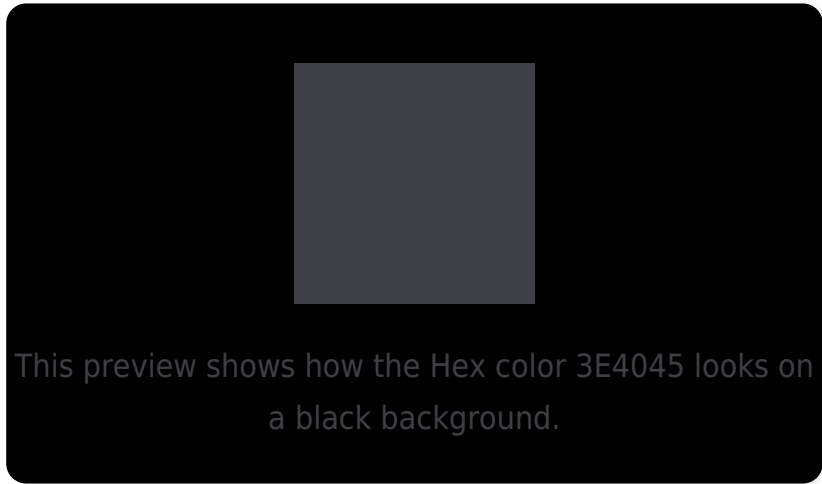 This preview shows how the Hex color 3E4045 looks on
a black background.